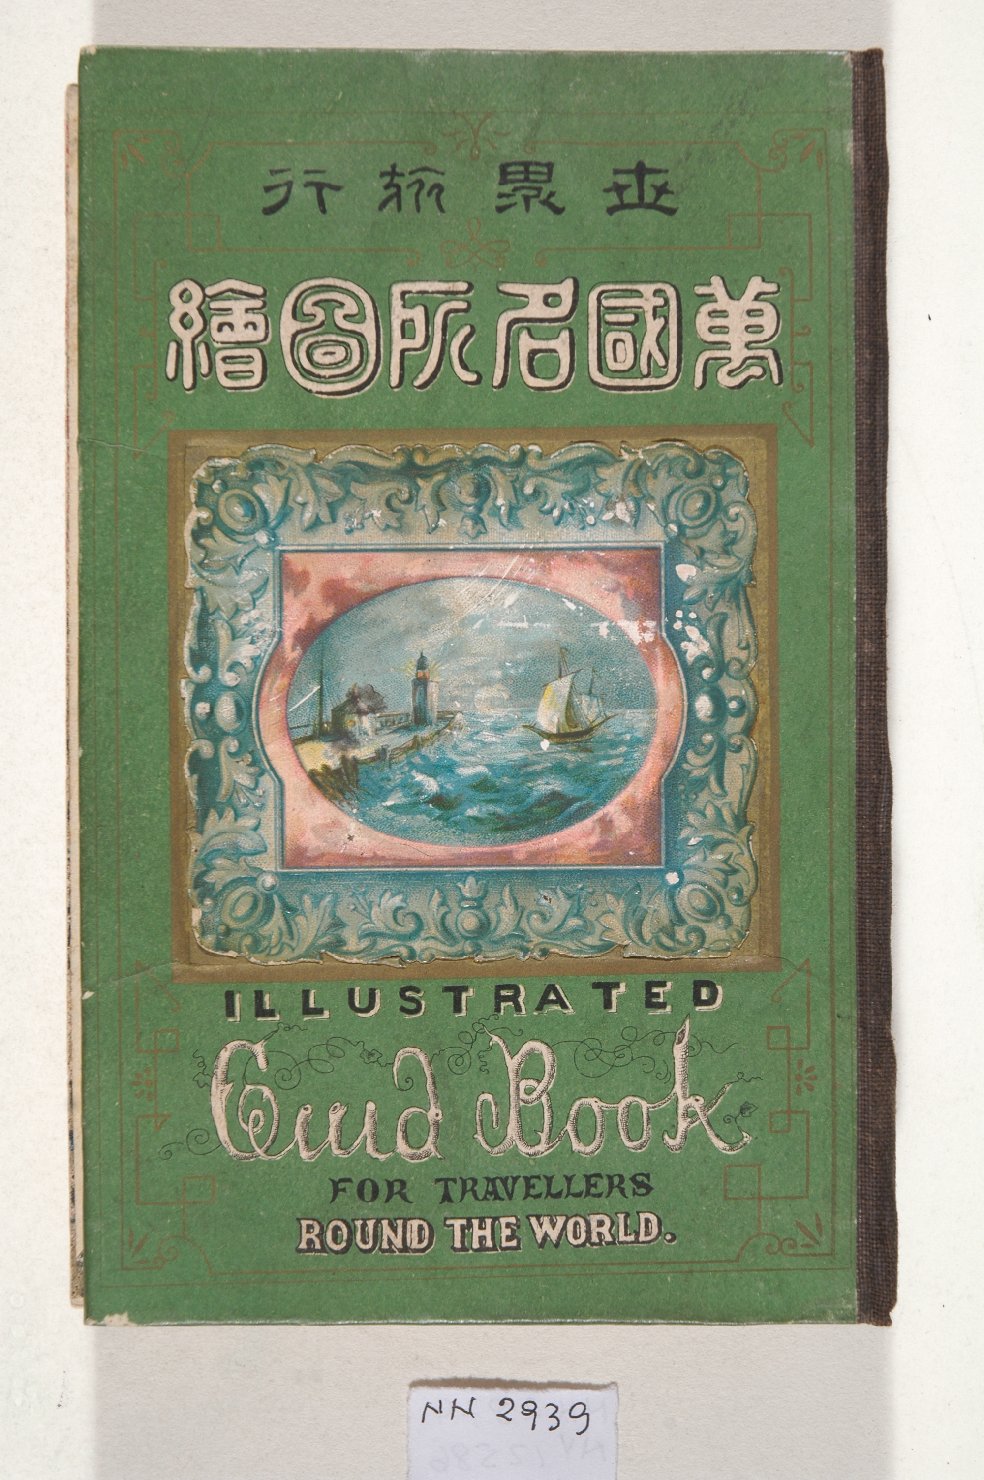 世界旅行
萬國名所圖繪
ILLUSTRATED
Guid Book
FOR TRAVELLERS
ROUND THE WORLD.
NN 2939